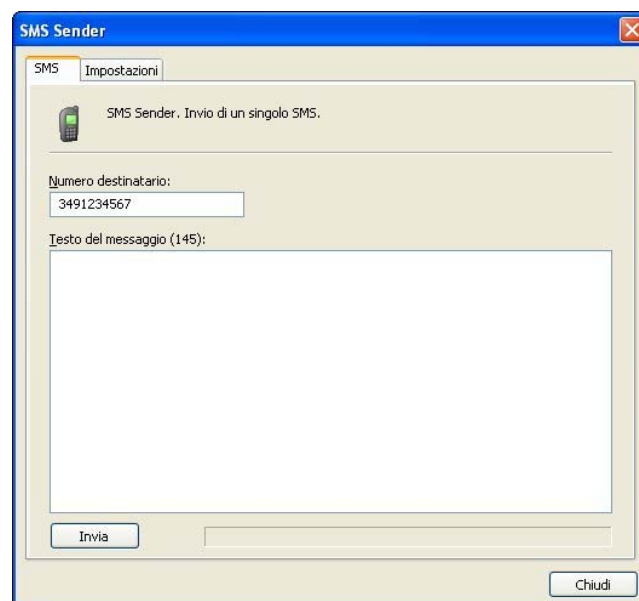 SMS Sender
SMS Impostazioni
SMS Sender. Invio di un singolo SMS.
Numero destinatario:
3491234567
Testo del messaggio (145):
Invia
Chiudi